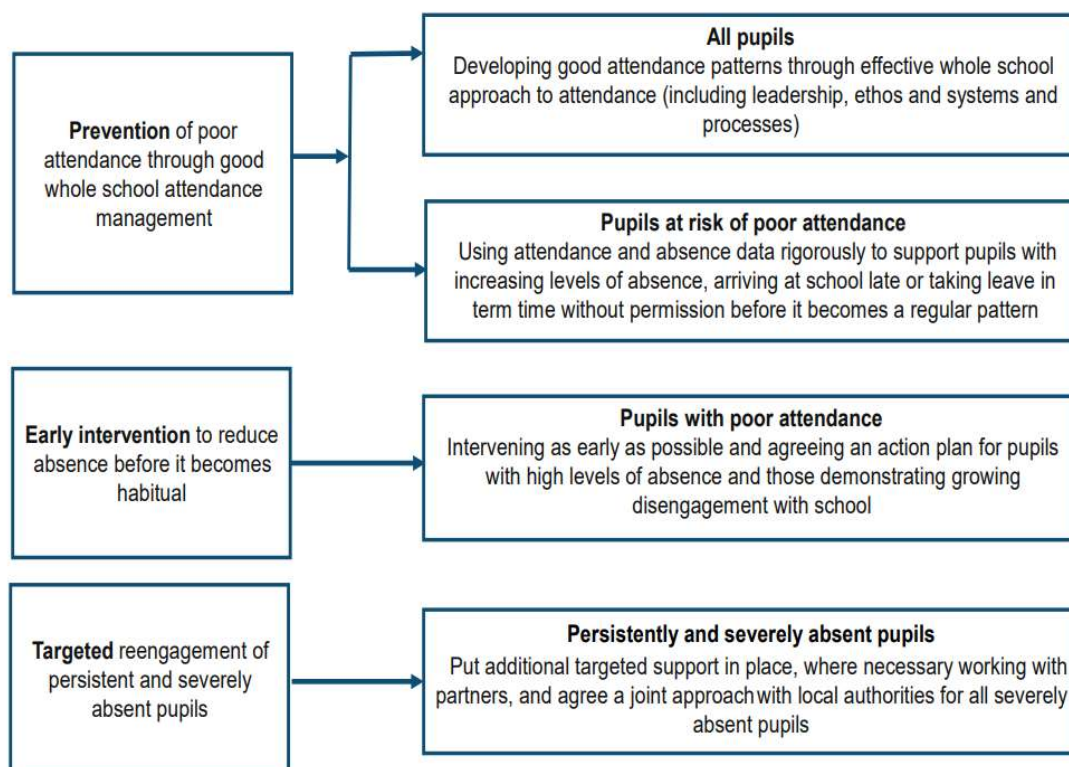 Prevention of poor
attendance through good
whole school attendance
management
All pupils
Developing good attendance patterns through effective whole school
approach to attendance (including leadership, ethos and systems and
processes)
Pupils at risk of poor attendance
Using attendance and absence data rigorously to support pupils with
increasing levels of absence, arriving at school late or taking leave in
term time without permission before it becomes a regular pattern
Early intervention to reduce
absence before it becomes
habitual
Pupils with poor attendance
Intervening as early as possible and agreeing an action plan for pupils
with high levels of absence and those demonstrating growing
disengagement with school
Targeted reengagement of
persistent and severely
absent pupils
Persistently and severely absent pupils
Put additional targeted support in place, where necessary working with
partners, and agree a joint approach with local authorities for all severely
absent pupils